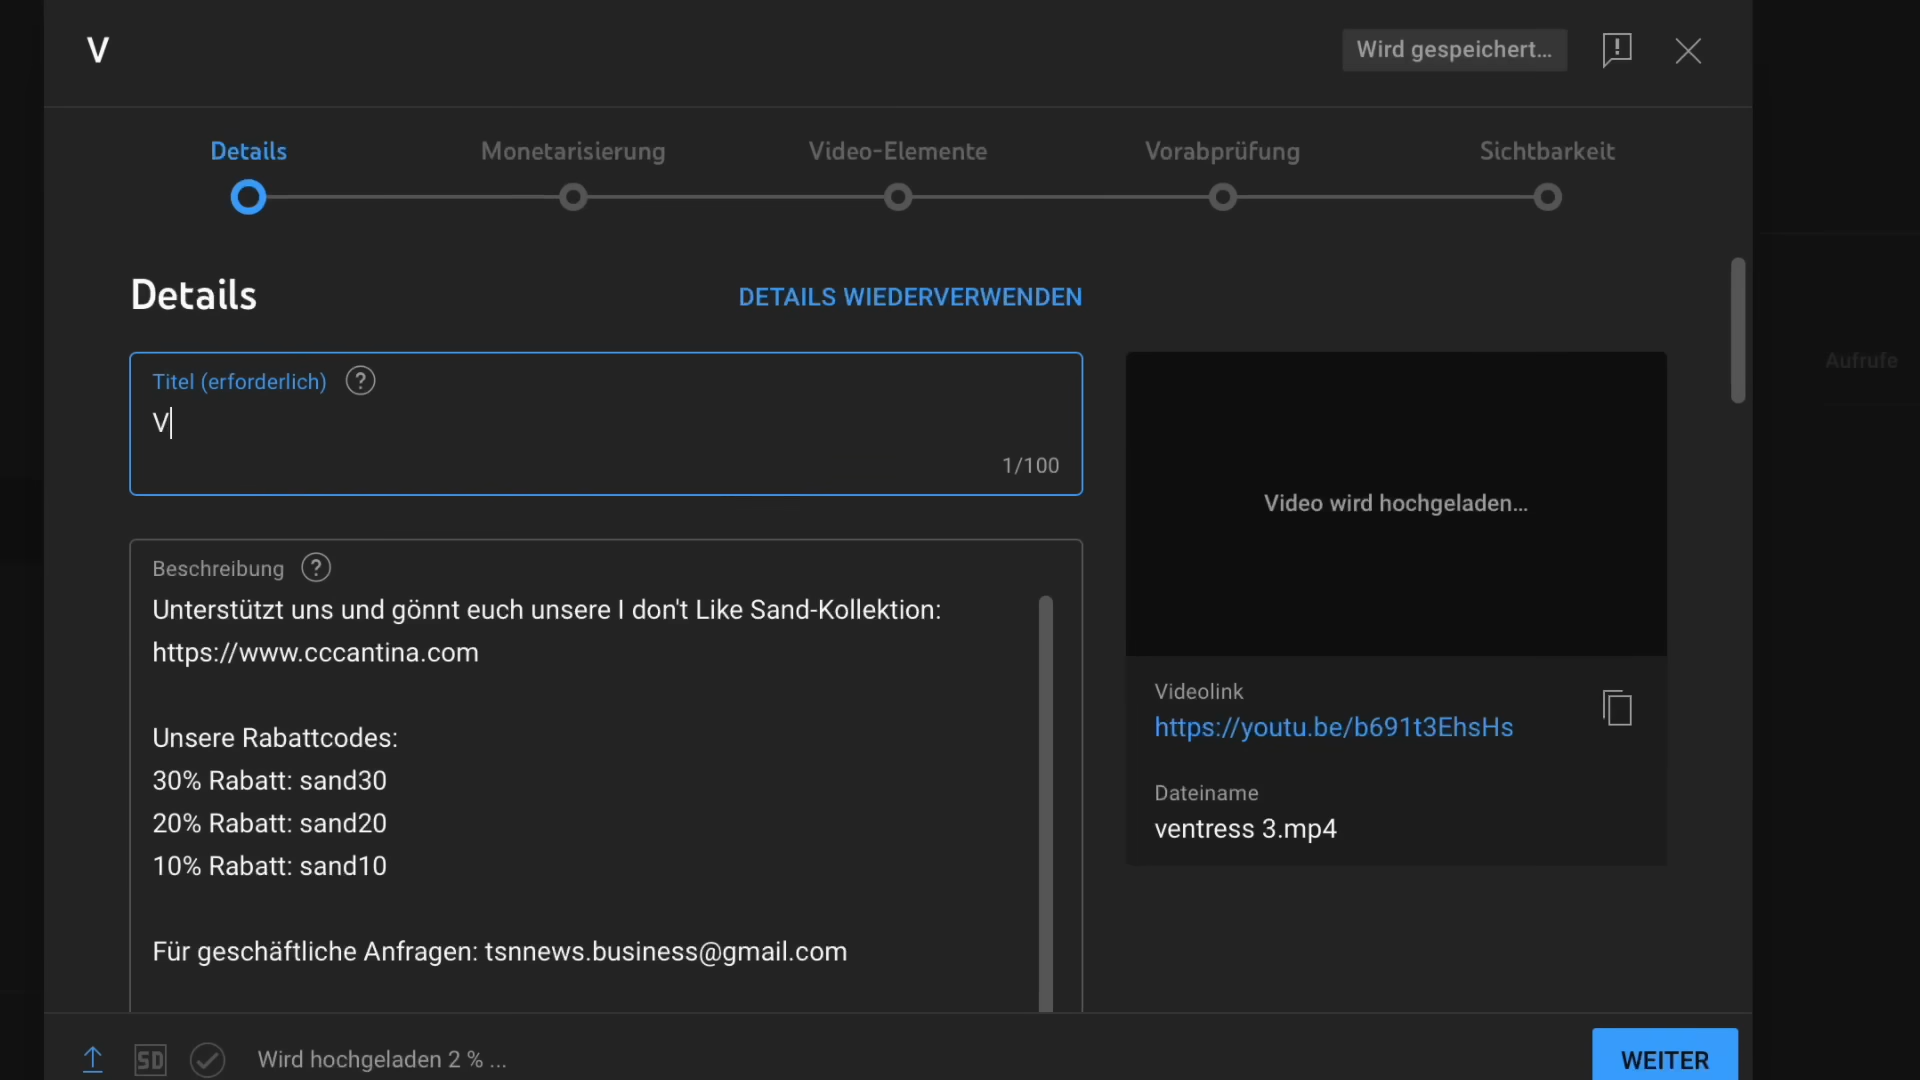 V
Wird gespeichert...
Details
Monetarisierung
Video-Elemente
Vorabprüfung
Sichtbarkeit
Details
DETAILS WIEDERVERWENDEN
Titel (erforderlich)
V
1/100
Aufrufe
Video wird hochgeladen...
Beschreibung
Unterstützt uns und gönnt euch unsere I don't Like Sand-Kollektion:
https://www.cccantina.com
Unsere Rabattcodes:
30% Rabatt: sand30
20% Rabatt: sand20
10% Rabatt: sand10
Für geschäftliche Anfragen: tsnnews.business@gmail.com
Videolink
https://youtu.be/b691t3EhsHs
Dateiname
ventress 3.mp4
SD
Wird hochgeladen 2 % ...
WEITER